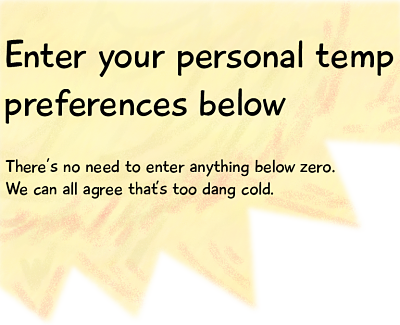 Enter your personal temp
preferences below
There's no need to enter anything below zero.
We can all agree that's too dang cold.